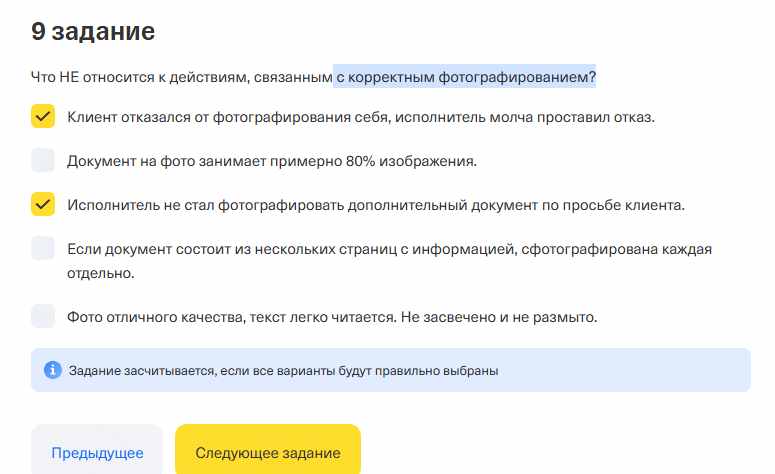 9 задание
Что НЕ относится к действиям, связанным с корректным фотографированием?
Клиент отказался от фотографирования себя, исполнитель молча проставил отказ.
Документ на фото занимает примерно 80% изображения.
Исполнитель не стал фотографировать дополнительный документ по просьбе клиента.
Если документ состоит из нескольких страниц с информацией, сфотографирована каждая
отдельно.
Фото отличного качества, текст легко читается. Не засвечено и не размыто.
Задание засчитывается, если все варианты будут правильно выбраны
Предыдущее
Следующее задание